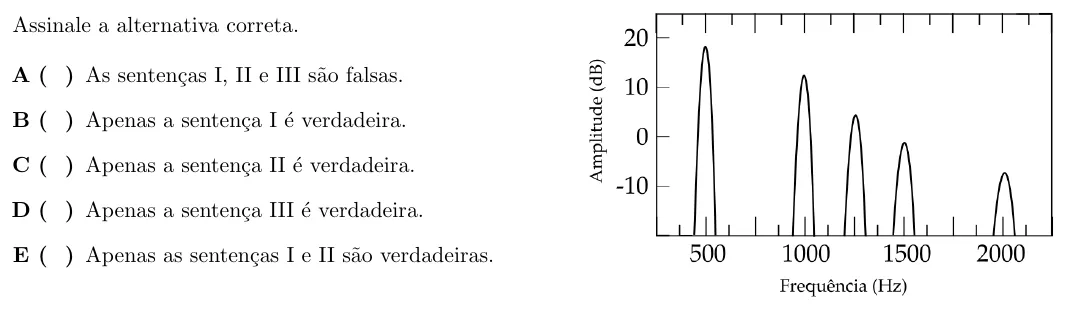 Assinale a alternativa correta.
A ( ) As sentenças I, II e III são falsas.
B ( ) Apenas a sentença I é verdadeira.
C ( ) Apenas a sentença II é verdadeira.
D ( ) Apenas a sentença III é verdadeira.
E ( ) Apenas as sentenças I e II são verdadeiras.
Amplitude (dB)
20
10
0
-10
500 1000 1500 2000
Frequência (Hz)